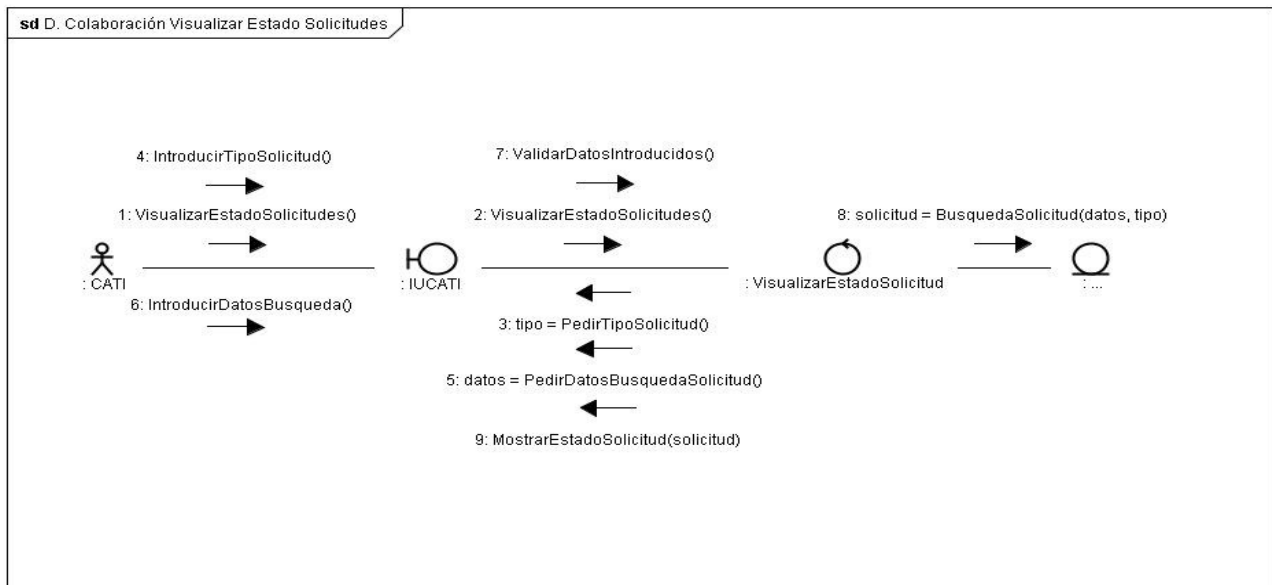 sd D. Colaboración Visualizar Estado Solicitudes
4: IntroducirTipoSolicitud()
7: ValidarDatosIntroducidos()
1: VisualizarEstadoSolicitudes()
2: VisualizarEstadoSolicitudes()
8: solicitud = BusquedaSolicitud(datos, tipo)
: CATI
: IUCATI
: VisualizarEstadoSolicitud
: ...
6: IntroducirDatosBusqueda()
3: tipo = PedirTipoSolicitud()
5: datos = PedirDatosBusquedaSolicitud()
9: MostrarEstadoSolicitud(solicitud)